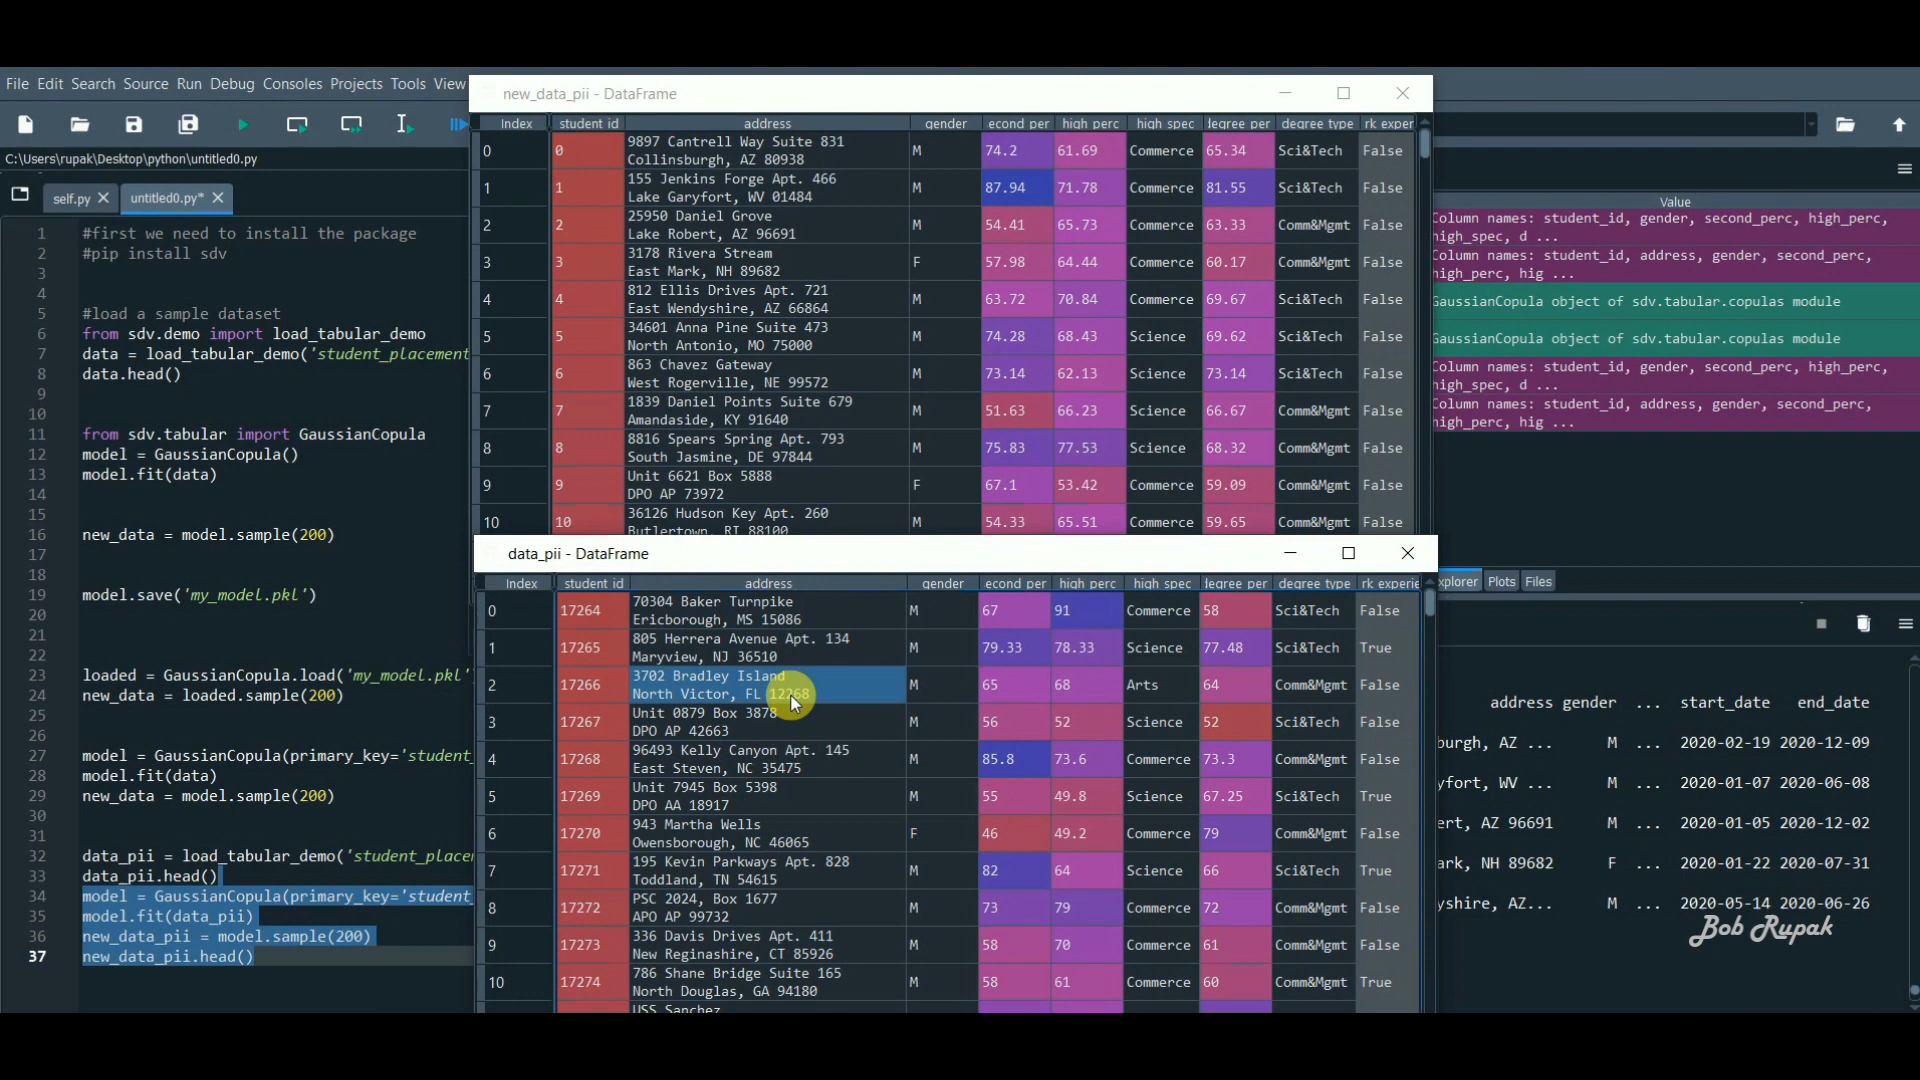 File Edit Search Source Run Debug Consoles Projects Tools View
C:\Users\rupak\Desktop\python\untitled0.py
self.py
untitled0.py*
1 #first we need to install the package
2 #pip install sdv
3
4
5 #load a sample dataset
6 from sdv.demo import load_tabular_demo
7 data = load_tabular_demo('student_placement
8 data.head()
9
10
11 from sdv.tabular import GaussianCopula
12 model = GaussianCopula()
13 model.fit(data)
14
15
16 new_data = model.sample(200)
17
18
19 model.save('my_model.pkl')
20
21
22
23 loaded = GaussianCopula.load('my_model.pkl'
24 new_data = loaded.sample(200)
25
26
27 model = GaussianCopula(primary_key='student_
28 model.fit(data)
29 new_data = model.sample(200)
30
31
32 data_pii = load_tabular_demo('student_place
33 data_pii.head()
34 model = GaussianCopula(primary_key='student_
35 model.fit(data_pii)
36 new_data_pii = model.sample(200)
37 new_data_pii.head()
new_data_pii - DataFrame
Index student id address gender econd per high perc high spec degree per degree type rk exper
0 0 9897 Cantrell Way Suite 831 M 74.2 61.69 Commerce 65.34 Sci&Tech False
Collinsburgh, AZ 80938
1 1 155 Jenkins Forge Apt. 466 M 87.94 71.78 Commerce 81.55 Sci&Tech False
Lake Garyfort, WV 01484
2 2 25950 Daniel Grove M 54.41 65.73 Commerce 63.33 Comm&Mgmt False
Lake Robert, AZ 96691
3 3 3178 Rivera Stream F 57.98 64.44 Commerce 60.17 Comm&Mgmt False
East Mark, NH 89682
4 4 812 Ellis Drives Apt. 721 M 63.72 70.84 Commerce 69.67 Sci&Tech False
East Wendyshire, AZ 66864
5 5 34601 Anna Pine Suite 473 M 74.28 68.43 Science 69.62 Sci&Tech False
North Antonio, MO 75000
6 6 863 Chavez Gateway M 73.14 62.13 Science 73.14 Sci&Tech False
West Rogerville, NE 99572
7 7 1839 Daniel Points Suite 679 M 51.63 66.23 Science 66.67 Comm&Mgmt False
Amandaside, KY 91640
8 8 8816 Spears Spring Apt. 793 M 75.83 77.53 Science 68.32 Comm&Mgmt False
South Jasmine, DE 97844
9 9 Unit 6621 Box 5888 F 67.1 53.42 Commerce 59.09 Comm&Mgmt False
DPO AP 73972
10 10 36126 Hudson Key Apt. 260 M 54.33 65.51 Commerce 59.65 Comm&Mgmt False
Butlertown, RI 88100
data_pii - DataFrame
Index student id address gender econd per high perc high spec degree per degree type rk experie
0 17264 70304 Baker Turnpike M 67 91 Commerce 58 Sci&Tech False
Ericborough, MS 15086
1 17265 805 Herrera Avenue Apt. 134 M 79.33 78.33 Science 77.48 Sci&Tech True
Maryview, NJ 36510
2 17266 3702 Bradley Island M 65 68 Arts 64 Comm&Mgmt False
North Victor, FL 12268
3 17267 Unit 0879 Box 3878 M 56 52 Science 52 Sci&Tech False
DPO AP 42663
4 17268 96493 Kelly Canyon Apt. 145 M 85.8 73.6 Commerce 73.3 Comm&Mgmt False
East Steven, NC 35475
5 17269 Unit 7945 Box 5398 M 55 49.8 Science 67.25 Sci&Tech True
DPO AA 18917
6 17270 943 Martha Wells F 46 49.2 Commerce 79 Comm&Mgmt False
Owensborough, NC 46065
7 17271 195 Kevin Parkways Apt. 828 M 82 64 Science 66 Sci&Tech True
Toddland, TN 54615
8 17272 PSC 2024, Box 1677 M 73 79 Commerce 72 Comm&Mgmt False
APO AP 99732
9 17273 336 Davis Drives Apt. 411 M 58 70 Commerce 61 Comm&Mgmt False
New Reginashire, CT 85926
10 17274 786 Shane Bridge Suite 165 M 58 61 Commerce 60 Comm&Mgmt True
North Douglas, GA 94180
USS Sanchez
Value
Column names: student_id, gender, second_perc, high_perc,
high_spec, d ...
Column names: student_id, address, gender, second_perc,
high_perc, hig ...
GaussianCopula object of sdv.tabular.copulas module
GaussianCopula object of sdv.tabular.copulas module
Column names: student_id, gender, second_perc, high_perc,
high_spec, d ...
Column names: student_id, address, gender, second_perc,
high_perc, hig ...
xplorer Plots Files
address gender ... start_date end_date
burgh, AZ ... M ... 2020-02-19 2020-12-09
yfort, WV ... M ... 2020-01-07 2020-06-08
ert, AZ 96691 M ... 2020-01-05 2020-12-02
ark, NH 89682 F ... 2020-01-22 2020-07-31
yshire, AZ... M ... 2020-05-14 2020-06-26
Bob Rupak